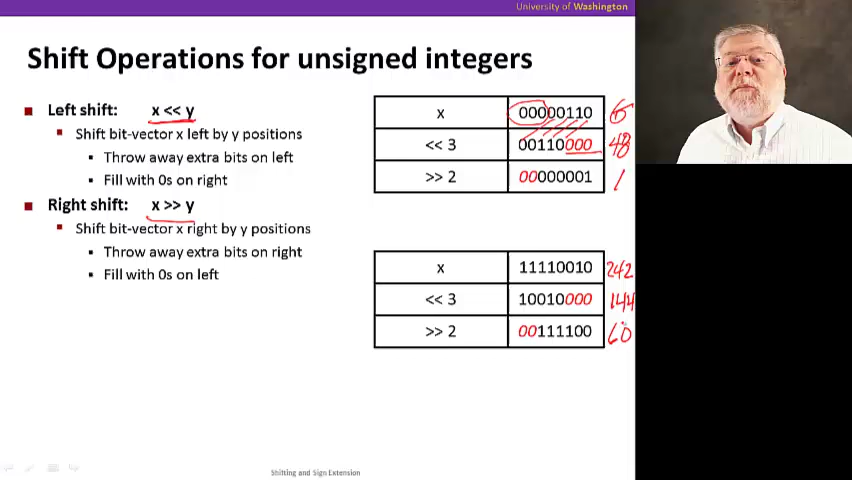 University of Washington
Shift Operations for unsigned integers
Left shift: x << y
Shift bit-vector x left by y positions
Throw away extra bits on left
Fill with 0s on right
Right shift: x >> y
Shift bit-vector x right by y positions
Throw away extra bits on right
Fill with 0s on left
x 00000110 6
<< 3 00110000 48
>> 2 00000001 1
x 11110010 242
<< 3 10010000 144
>> 2 00111100 60
Shifting and Sign Extension